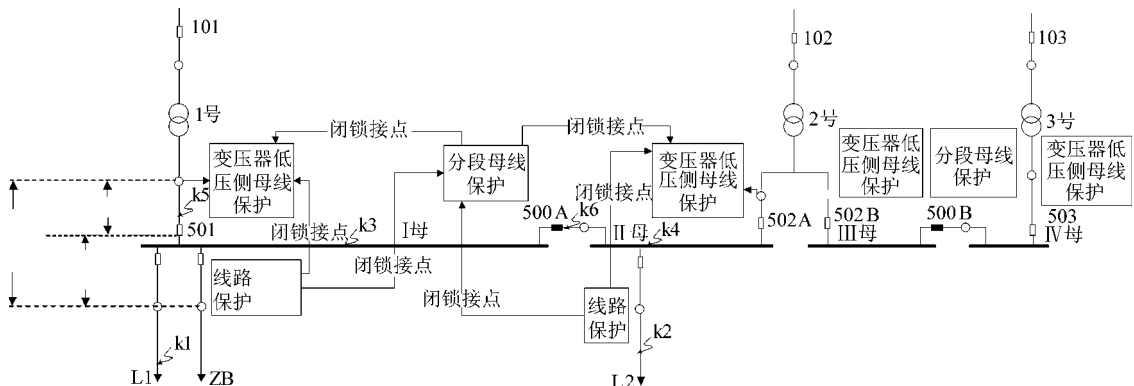 101
102
103
1号
2号
3号
闭锁接点
闭锁接点
变压器低
压侧母线
保护
分段母线
保护
变压器低
压侧母线
保护
变压器低
压侧母线
保护
分段母线
保护
变压器低
压侧母线
保护
闭锁接点
k5
501
500A
k6
502A
502B
500B
503
闭锁接点
k3
I母
II母
k4
III母
IV母
线路
保护
闭锁接点
闭锁接点
线路
保护
k1
k2
L1
ZB
L2